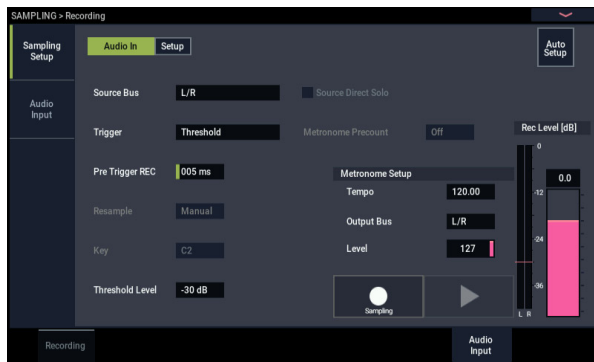 SAMPLING > Recording
Sampling Setup
Audio In Setup
Auto Setup
Audio Input
Source Bus L/R Source Direct Solo
Trigger Threshold Metronome Precount Off
Rec Level [dB]
0
Pre Trigger REC 005 ms
Metronome Setup
0.0
Tempo 120.00
-12
Resample Manual
Output Bus L/R
-24
Key C2
Level 127
Threshold Level -30 dB
-36
Sampling
L R
Recording
Audio Input